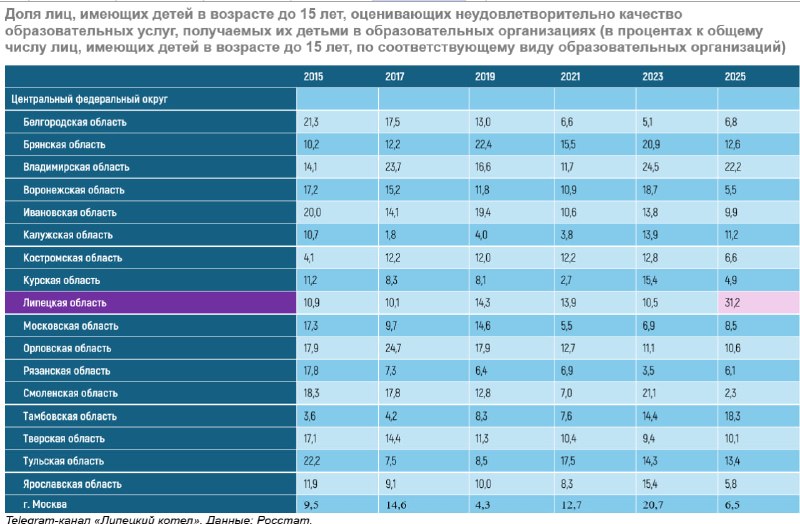 Доля лиц, имеющих детей в возрасте до 15 лет, оценивающих неудовлетворительно качество
образовательных услуг, получаемых их детьми в образовательных организациях (в процентах к общему
числу лиц, имеющих детей в возрасте до 15 лет, по соответствующему виду образовательных организаций)
2015 2017 2019 2021 2023 2025
Центральный федеральный округ
Белгородская область 21,3 17,5 13,0 6,6 5,1 6,8
Брянская область 10,2 12,2 22,4 15,5 20,9 12,6
Владимирская область 14,1 23,7 16,6 11,7 24,5 22,2
Воронежская область 17,2 15,2 11,8 10,9 18,7 5,5
Ивановская область 20,0 14,1 19,4 10,6 13,8 9,9
Калужская область 10,7 1,8 4,0 3,8 13,9 11,2
Костромская область 4,1 12,2 12,0 12,2 12,8 6,6
Курская область 11,2 8,3 8,1 2,7 15,4 4,9
Липецкая область 10,9 10,1 14,3 13,9 10,5 31,2
Московская область 17,3 9,7 14,6 5,5 6,9 8,5
Орловская область 17,9 24,7 17,9 12,7 11,1 10,6
Рязанская область 17,8 7,3 6,4 6,9 3,5 6,1
Смоленская область 18,3 17,8 12,8 7,0 21,1 2,3
Тамбовская область 3,6 4,2 8,3 7,6 14,4 18,3
Тверская область 17,1 14,4 11,3 10,4 9,4 10,1
Тульская область 22,2 7,5 8,5 17,5 14,3 13,4
Ярославская область 11,9 9,1 10,0 8,3 15,4 5,8
г. Москва 9,5 14,6 4,3 12,7 20,7 6,5
Telegram-канал «Липецкий котел». Данные: Росстат.